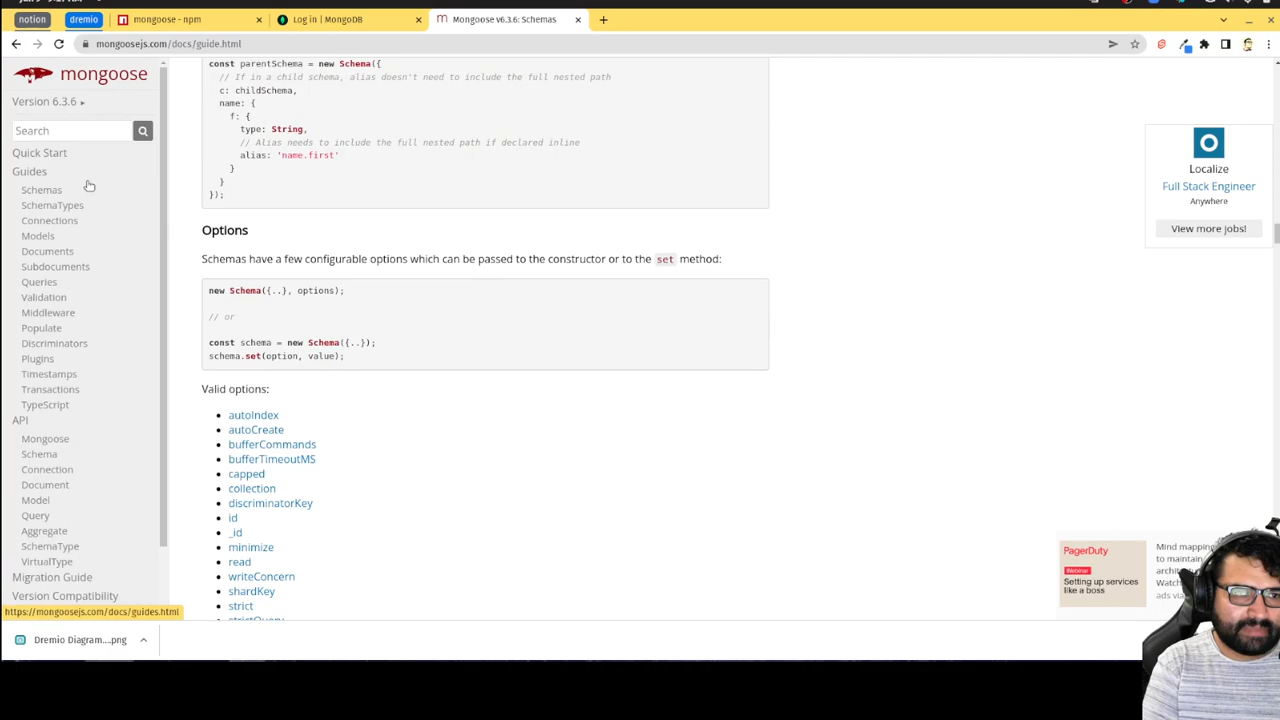 notion
dremio
mongoose - npm
Log in | MongoDB
Mongoose v6.3.6: Schemas
mongoosejs.com/docs/guide.html
mongoose
Version 6.3.6 ▸
Search
Quick Start
Guides
Schemas
SchemaTypes
Connections
Models
Documents
Subdocuments
Queries
Validation
Middleware
Populate
Discriminators
Plugins
Timestamps
Transactions
TypeScript
API
Mongoose
Schema
Connection
Document
Model
Query
Aggregate
SchemaType
VirtualType
Migration Guide
Version Compatibility
https://mongoosejs.com/docs/guides.html
const parentSchema = new Schema({
// If in a child schema, alias doesn't need to include the full nested path
c: childSchema,
name: {
f: {
type: String,
// Alias needs to include the full nested path if declared inline
alias: 'name.first'
}
}
});
Options
Schemas have a few configurable options which can be passed to the constructor or to the set method:
new Schema({..}, options);
// or
const schema = new Schema({..});
schema.set(option, value);
Valid options:
autoIndex
autoCreate
bufferCommands
bufferTimeoutMS
capped
collection
discriminatorKey
id
_id
minimize
read
writeConcern
shardKey
strict
strictQuery
Localize
Full Stack Engineer
Anywhere
View more jobs!
PagerDuty
Webinar
Setting up services
like a boss
Mind mapping
to maintain
Watch
ads via
Dremio Diagram....png